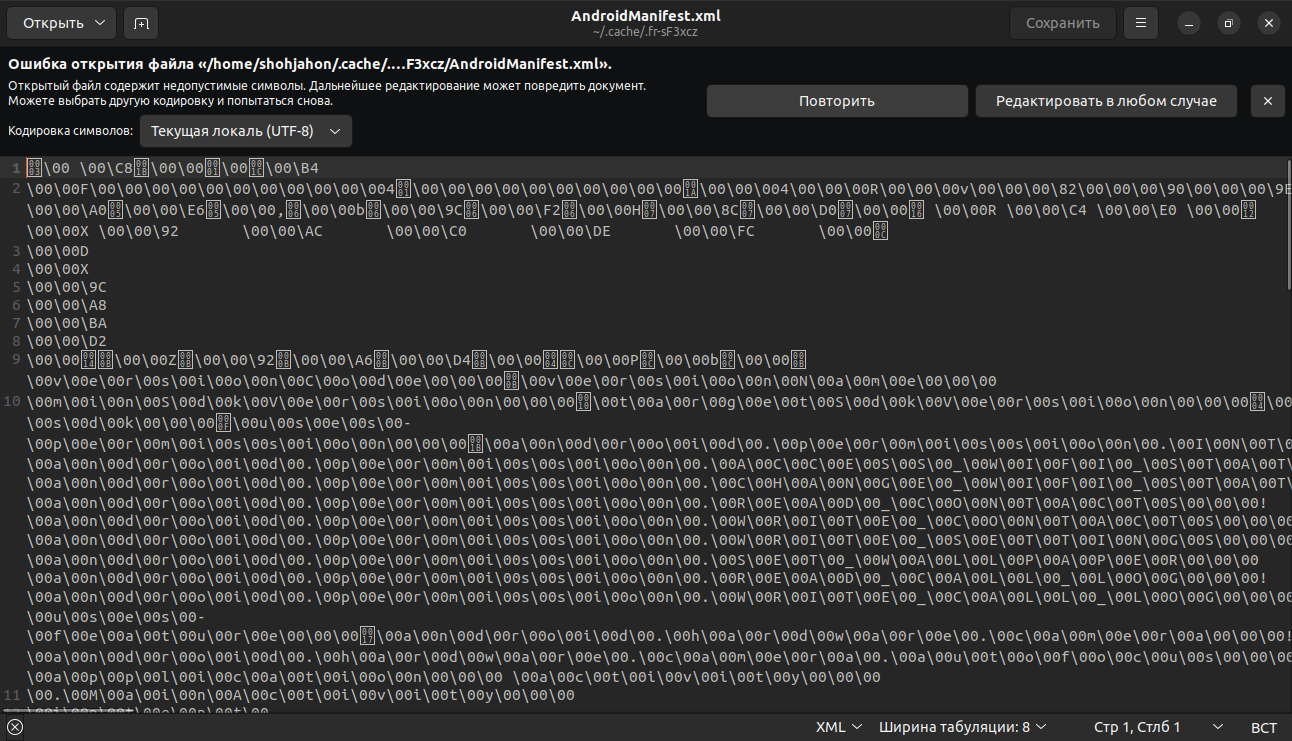 Открыть
AndroidManifest.xml
~/.cache/.fr-sF3xcz
Сохранить
Ошибка открытия файла «/home/shohjahon/.cache/.…F3xcz/AndroidManifest.xml».
Открытый файл содержит недопустимые символы. Дальнейшее редактирование может повредить документ.
Можете выбрать другую кодировку и попытаться снова.
Повторить
Редактировать в любом случае
Кодировка символов:
Текущая локаль (UTF-8)
1 \00 \00\C8 \00\00 \00 \00\B4
2 \00\00F\00\00\00\00\00\00\00\00\00\004 \00\00\00\00\00\00\00\00\00 \00\00\004\00\00\00R\00\00\00v\00\00\00\82\00\00\00\90\00\00\00\9E
\00\00\A0 \00\00\E6 \00\00, \00\00b \00\00\9C \00\00\F2 \00\00H \00\00\8C \00\00\D0 \00\00 \00\00R \00\00\C4 \00\00\E0 \00\00
\00\00X \00\00\92 \00\00\AC \00\00\C0 \00\00\DE \00\00\FC \00\00
3 \00\00D
4 \00\00X
5 \00\00\9C
6 \00\00\A8
7 \00\00\BA
8 \00\00\D2
9 \00\00 \00\00Z \00\00\92 \00\00\A6 \00\00\D4 \00\00 \00\00P \00\00b \00\00
\00v\00e\00r\00s\00i\00o\00n\00C\00o\00d\00e\00\00\00 \00v\00e\00r\00s\00i\00o\00n\00N\00a\00m\00e\00\00\00
10 \00m\00i\00n\00S\00d\00k\00V\00e\00r\00s\00i\00o\00n\00\00\00 \00t\00a\00r\00g\00e\00t\00S\00d\00k\00V\00e\00r\00s\00i\00o\00n\00\00\00 \00
\00s\00d\00k\00\00\00 \00u\00s\00e\00s\00-
\00p\00e\00r\00m\00i\00s\00s\00i\00o\00n\00\00\00 \00a\00n\00d\00r\00o\00i\00d\00.\00p\00e\00r\00m\00i\00s\00s\00i\00o\00n\00.\00I\00N\00T\0
\00a\00n\00d\00r\00o\00i\00d\00.\00p\00e\00r\00m\00i\00s\00s\00i\00o\00n\00.\00A\00C\00C\00E\00S\00S\00_\00W\00I\00F\00I\00_\00S\00T\00A\00T\
\00a\00n\00d\00r\00o\00i\00d\00.\00p\00e\00r\00m\00i\00s\00s\00i\00o\00n\00.\00C\00H\00A\00N\00G\00E\00_\00W\00I\00F\00I\00_\00S\00T\00A\00T\
\00a\00n\00d\00r\00o\00i\00d\00.\00p\00e\00r\00m\00i\00s\00s\00i\00o\00n\00.\00R\00E\00A\00D\00_\00C\00O\00N\00T\00A\00C\00T\00S\00\00\00!
\00a\00n\00d\00r\00o\00i\00d\00.\00p\00e\00r\00m\00i\00s\00s\00i\00o\00n\00.\00W\00R\00I\00T\00E\00_\00C\00O\00N\00T\00A\00C\00T\00S\00\00\00
\00a\00n\00d\00r\00o\00i\00d\00.\00p\00e\00r\00m\00i\00s\00s\00i\00o\00n\00.\00W\00R\00I\00T\00E\00_\00S\00E\00T\00T\00I\00N\00G\00S\00\00\00
\00a\00n\00d\00r\00o\00i\00d\00.\00p\00e\00r\00m\00i\00s\00s\00i\00o\00n\00.\00S\00E\00T\00_\00W\00A\00L\00L\00P\00A\00P\00E\00R\00\00\00
\00a\00n\00d\00r\00o\00i\00d\00.\00p\00e\00r\00m\00i\00s\00s\00i\00o\00n\00.\00R\00E\00A\00D\00_\00C\00A\00L\00L\00_\00L\00O\00G\00\00\00!
\00a\00n\00d\00r\00o\00i\00d\00.\00p\00e\00r\00m\00i\00s\00s\00i\00o\00n\00.\00W\00R\00I\00T\00E\00_\00C\00A\00L\00L\00_\00L\00O\00G\00\00\00
\00u\00s\00e\00s\00-
\00f\00e\00a\00t\00u\00r\00e\00\00\00 \00a\00n\00d\00r\00o\00i\00d\00.\00h\00a\00r\00d\00w\00a\00r\00e\00.\00c\00a\00m\00e\00r\00a\00\00\00!
\00a\00n\00d\00r\00o\00i\00d\00.\00h\00a\00r\00d\00w\00a\00r\00e\00.\00c\00a\00m\00e\00r\00a\00.\00a\00u\00t\00o\00f\00o\00c\00u\00s\00\00\00
\00a\00p\00p\00l\00i\00c\00a\00t\00i\00o\00n\00\00\00 \00a\00c\00t\00i\00v\00i\00t\00y\00\00\00
11 \00.\00M\00a\00i\00n\00A\00c\00t\00i\00v\00i\00t\00y\00\00\00
XML
Ширина табуляции: 8
Стр 1, Стлб 1
ВСТ